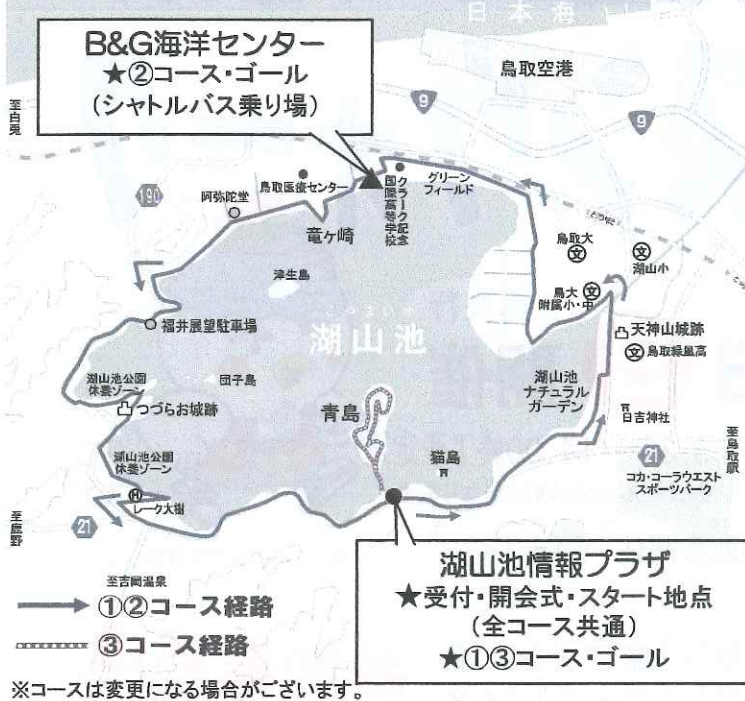 日本海
B&G海洋センター
★②コース・ゴール
(シャトルバス乗り場)
鳥取空港
9
9
至白兎
190
阿弥陀堂
鳥取医療センター
クラーク記念
国際高等学校
グリーン
フィールド
竜ヶ崎
鳥取大
文
文
湖山小
鳥大
附属小・中
文
津生島
福井展望駐車場
湖山池
天神山城跡
文
鳥取緑風高
湖山池公園
休養ゾーン
団子島
つづらお城跡
青島
湖山池
ナチュラル
ガーデン
日吉神社
猫島
湖山池公園
休養ゾーン
21
至鳥取駅
コカ・コーラウエスト
スポーツパーク
H
レーク大樹
21
至鹿野
至吉岡温泉
湖山池情報プラザ
★受付・開会式・スタート地点
(全コース共通)
★①③コース・ゴール
①②コース経路
③コース経路
※コースは変更になる場合がございます。